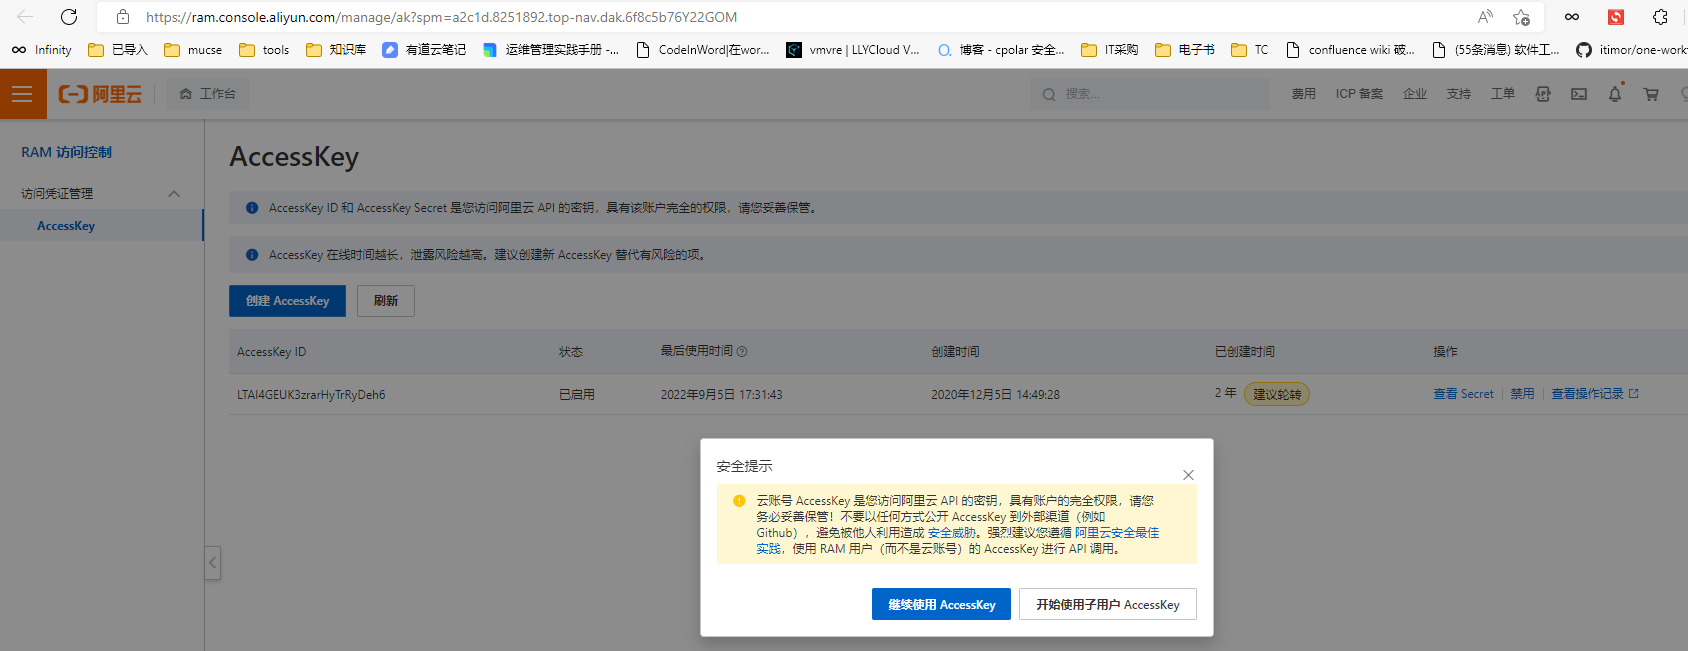 https://ram.console.aliyun.com/manage/ak?spm=a2c1d.8251892.top-nav.dak.6f8c5b76Y22GOM
Infinity 已导入 mucse tools 知识库 有道云笔记 运维管理实践手册 -... CodeInWord|在wor... vmvre | LLYCloud V... 博客 - cpolar 安全... IT采购 电子书 TC confluence wiki 破... (55条消息) 软件工... itimor/one-work
阿里云 工作台 搜索... 费用 ICP 备案 企业 支持 工单
RAM 访问控制
访问凭证管理
AccessKey
AccessKey
AccessKey ID 和 AccessKey Secret 是您访问阿里云 API 的密钥，具有该账户完全的权限，请您妥善保管。
AccessKey 在线时间越长，泄露风险越高。建议创建新 AccessKey 替代有风险的项。
创建 AccessKey 刷新
AccessKey ID 状态 最后使用时间 创建时间 已创建时间 操作
LTAI4GEUK3zrarHyTrRyDeh6 已启用 2022年9月5日 17:31:43 2020年12月5日 14:49:28 2 年 建议轮转 查看 Secret 禁用 查看操作记录
安全提示
云账号 AccessKey 是您访问阿里云 API 的密钥，具有账户的完全权限，请您
务必妥善保管！不要以任何方式公开 AccessKey 到外部渠道（例如
Github），避免被他人利用造成 安全威胁。强烈建议您遵循 阿里云安全最佳
实践，使用 RAM 用户（而不是云账号）的 AccessKey 进行 API 调用。
继续使用 AccessKey 开始使用子用户 AccessKey